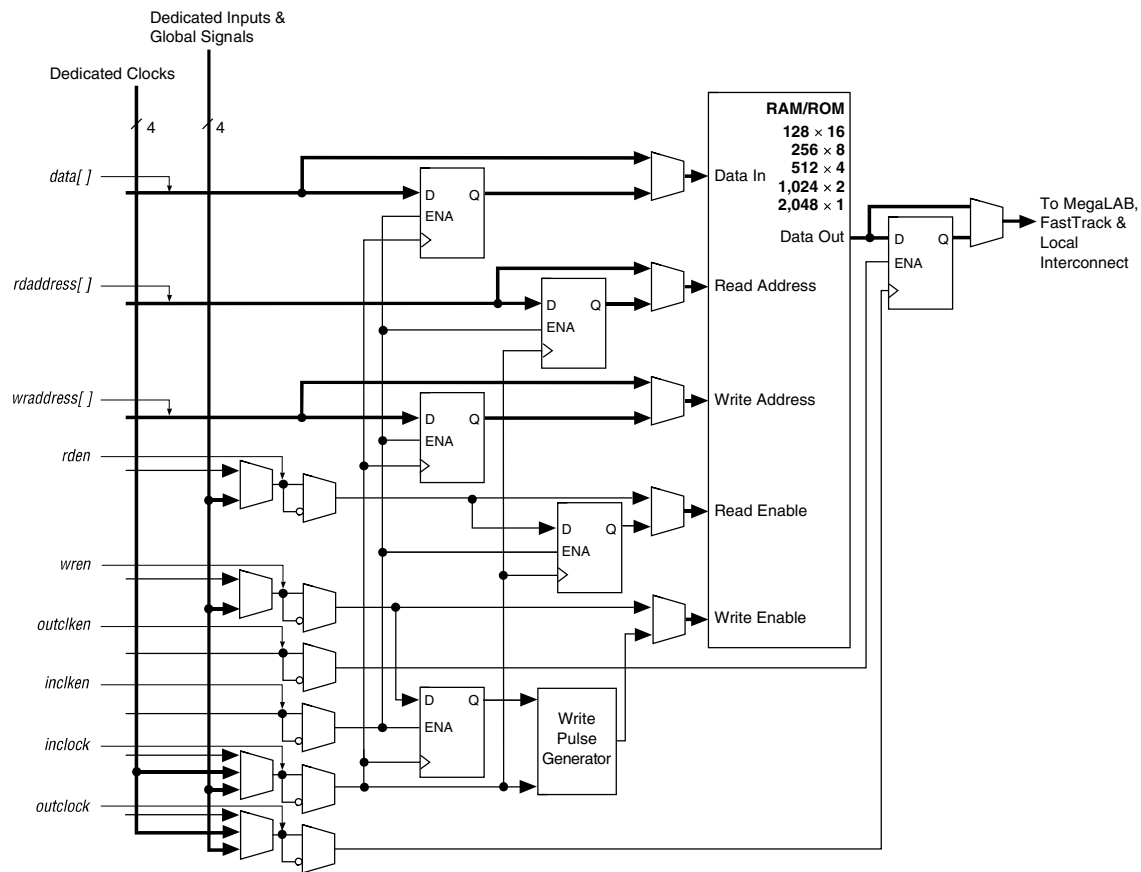 Dedicated Inputs &
Global Signals
Dedicated Clocks
4
4
RAM/ROM
128 × 16
256 × 8
512 × 4
1,024 × 2
2,048 × 1
data[ ]
D
Q
ENA
Data In
Data Out
D
Q
ENA
To MegaLAB,
FastTrack &
Local
Interconnect
rdaddress[ ]
D
Q
ENA
Read Address
wraddress[ ]
D
Q
ENA
Write Address
rden
D
Q
ENA
Read Enable
wren
Write Enable
outclken
inclken
D
Q
ENA
Write
Pulse
Generator
inclock
outclock